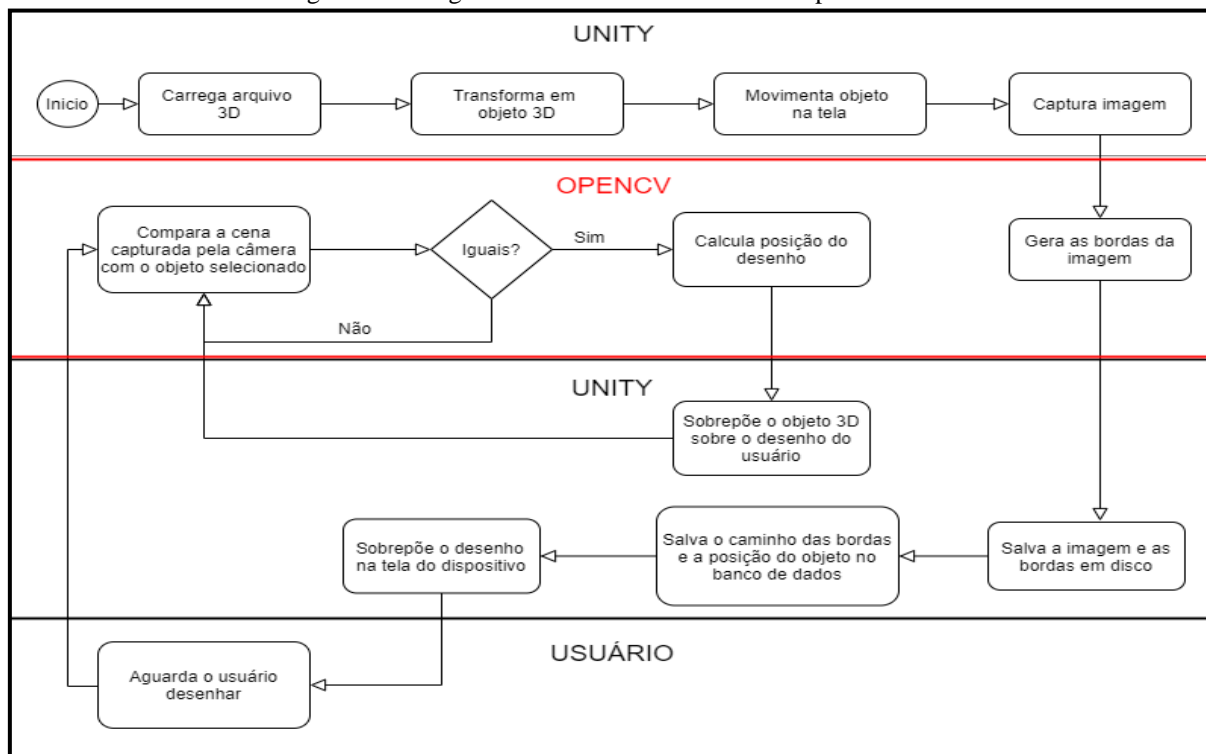 UNITY
Inicio
Carrega arquivo
3D
Transforma em
objeto 3D
Movimenta objeto
na tela
Captura imagem
OPENCV
Compara a cena
capturada pela câmera
com o objeto selecionado
Iguais?
Sim
Não
Calcula posição do
desenho
Gera as bordas da
imagem
UNITY
Sobrepõe o objeto 3D
sobre o desenho do
usuário
Sobrepõe o desenho
na tela do dispositivo
Salva o caminho das bordas
e a posição do objeto no
banco de dados
Salva a imagem e as
bordas em disco
USUÁRIO
Aguarda o usuário
desenhar